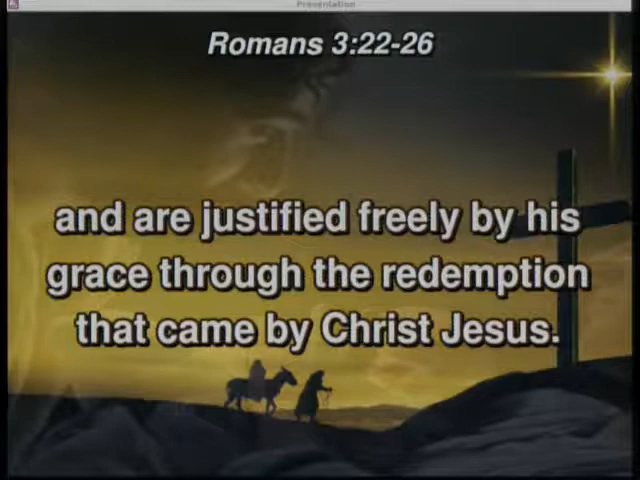 Presentation
Romans 3:22-26
and are justified freely by his
grace through the redemption
that came by Christ Jesus.